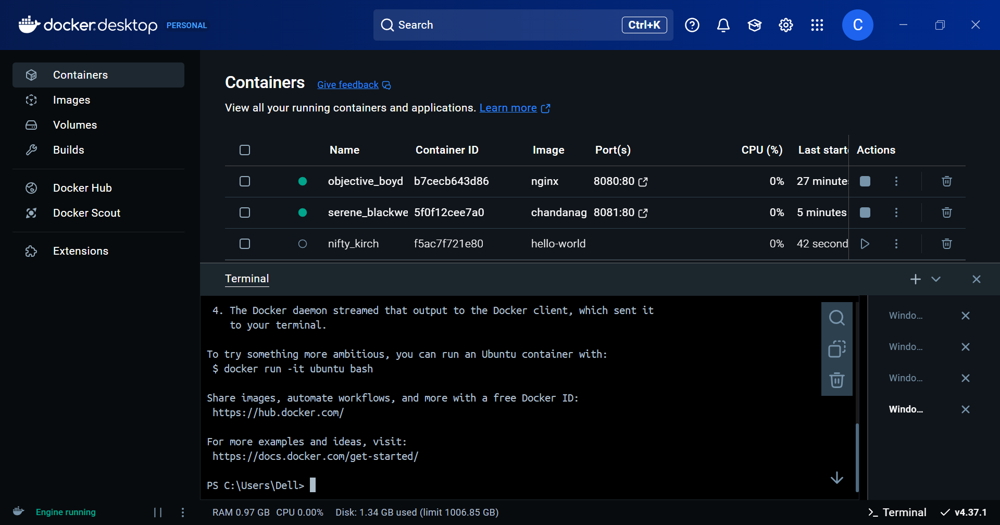 docker.desktop PERSONAL
Search Ctrl+K
C
Containers
Images
Volumes
Builds
Docker Hub
Docker Scout
Extensions
Containers Give feedback
View all your running containers and applications. Learn more
Name Container ID Image Port(s) CPU (%) Last starte Actions
objective_boyd b7cecb643d86 nginx 8080:80 0% 27 minutes
serene_blackwe 5f0f12cee7a0 chandanag 8081:80 0% 5 minutes
nifty_kirch f5ac7f721e80 hello-world 0% 42 second
Terminal
4. The Docker daemon streamed that output to the Docker client, which sent it
to your terminal.
To try something more ambitious, you can run an Ubuntu container with:
$ docker run -it ubuntu bash
Share images, automate workflows, and more with a free Docker ID:
https://hub.docker.com/
For more examples and ideas, visit:
https://docs.docker.com/get-started/
PS C:\Users\Dell>
Windo...
Windo...
Windo...
Windo...
Engine running
RAM 0.97 GB CPU 0.00% Disk: 1.34 GB used (limit 1006.85 GB)
Terminal v4.37.1